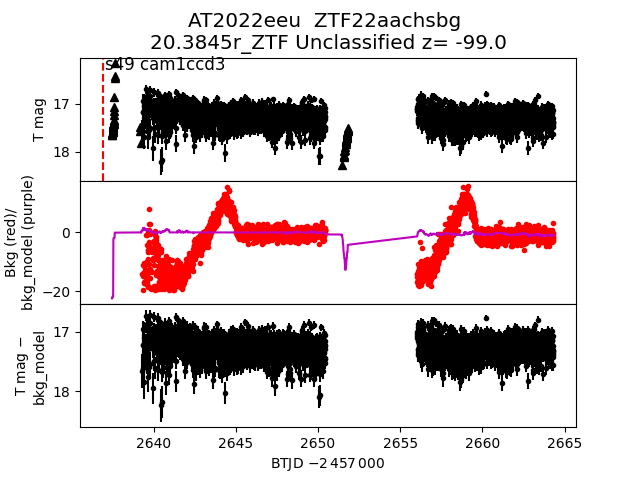 AT2022eeu  ZTF22aachsbg
20.3845r_ZTF Unclassified z= -99.0
s49 cam1ccd3
T mag
17
18
Bkg (red)/
bkg_model (purple)
0
−20
T mag −
bkg_model
17
18
2640 2645 2650 2655 2660 2665
BTJD −2 457 000